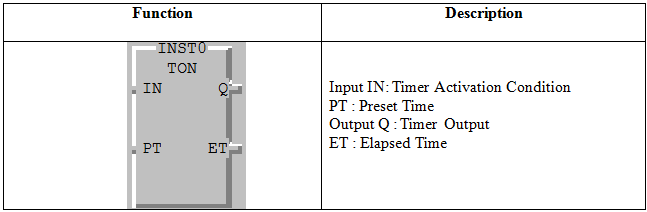 Function
Description
INST0
TON
IN Q
PT ET
Input IN: Timer Activation Condition
PT : Preset Time
Output Q : Timer Output
ET : Elapsed Time